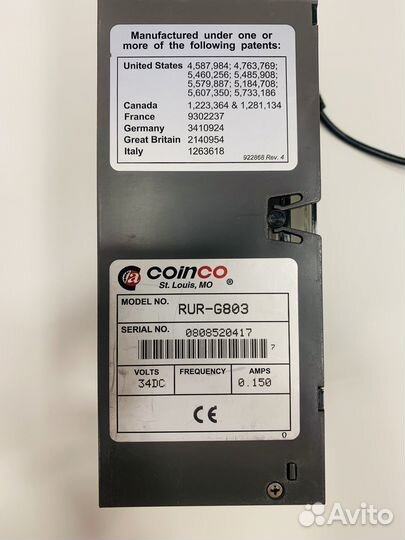 Manufactured under one or
more of the following patents:
United States 4,587,984; 4,763,769;
5,460,256; 5,485,908;
5,579,887; 5,184,708;
5,607,350; 5,733,186
Canada 1,223,364 & 1,281,134
France 9302237
Germany 3410924
Great Britain 2140954
Italy 1263618
922868 Rev. 4
COINCO®
St. Louis, MO
MODEL NO. RUR-G803
SERIAL NO. 0808520417
7
VOLTS FREQUENCY AMPS
34DC 0.150
CE
0
Avito